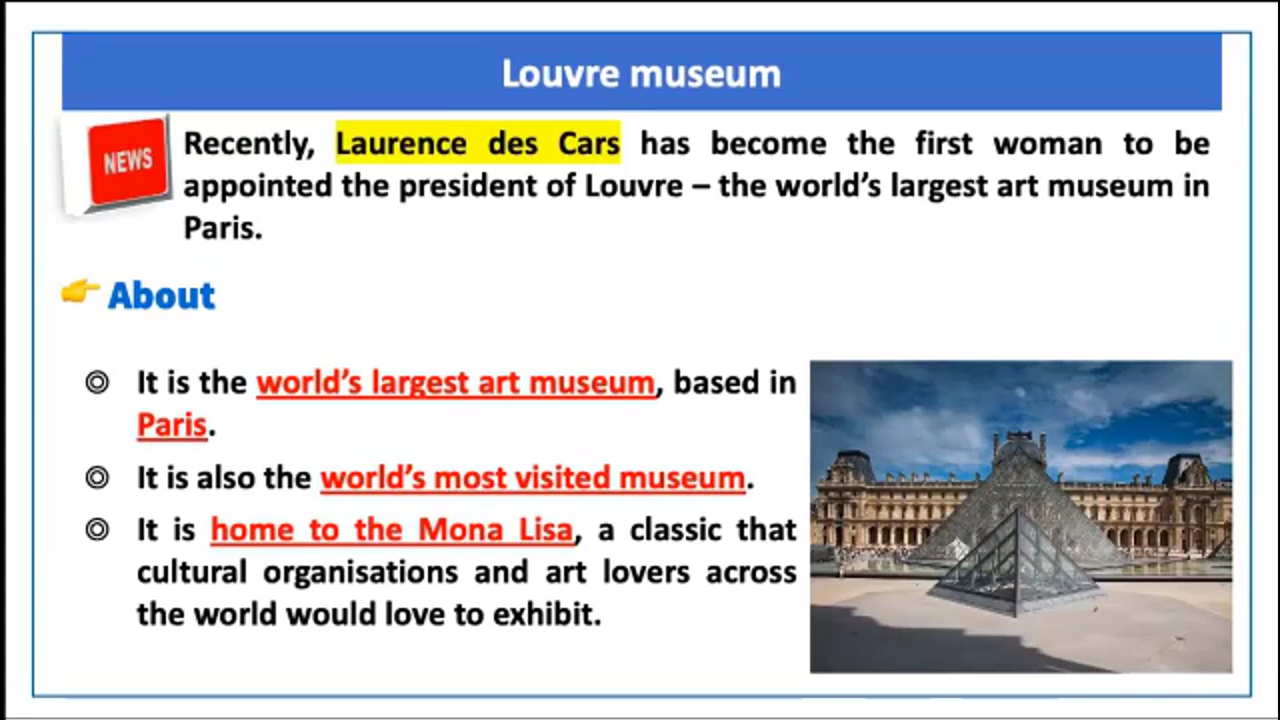 Louvre museum
NEWS
Recently, Laurence des Cars has become the first woman to be
appointed the president of Louvre – the world’s largest art museum in
Paris.
About
It is the world’s largest art museum, based in
Paris.
It is also the world’s most visited museum.
It is home to the Mona Lisa, a classic that
cultural organisations and art lovers across
the world would love to exhibit.